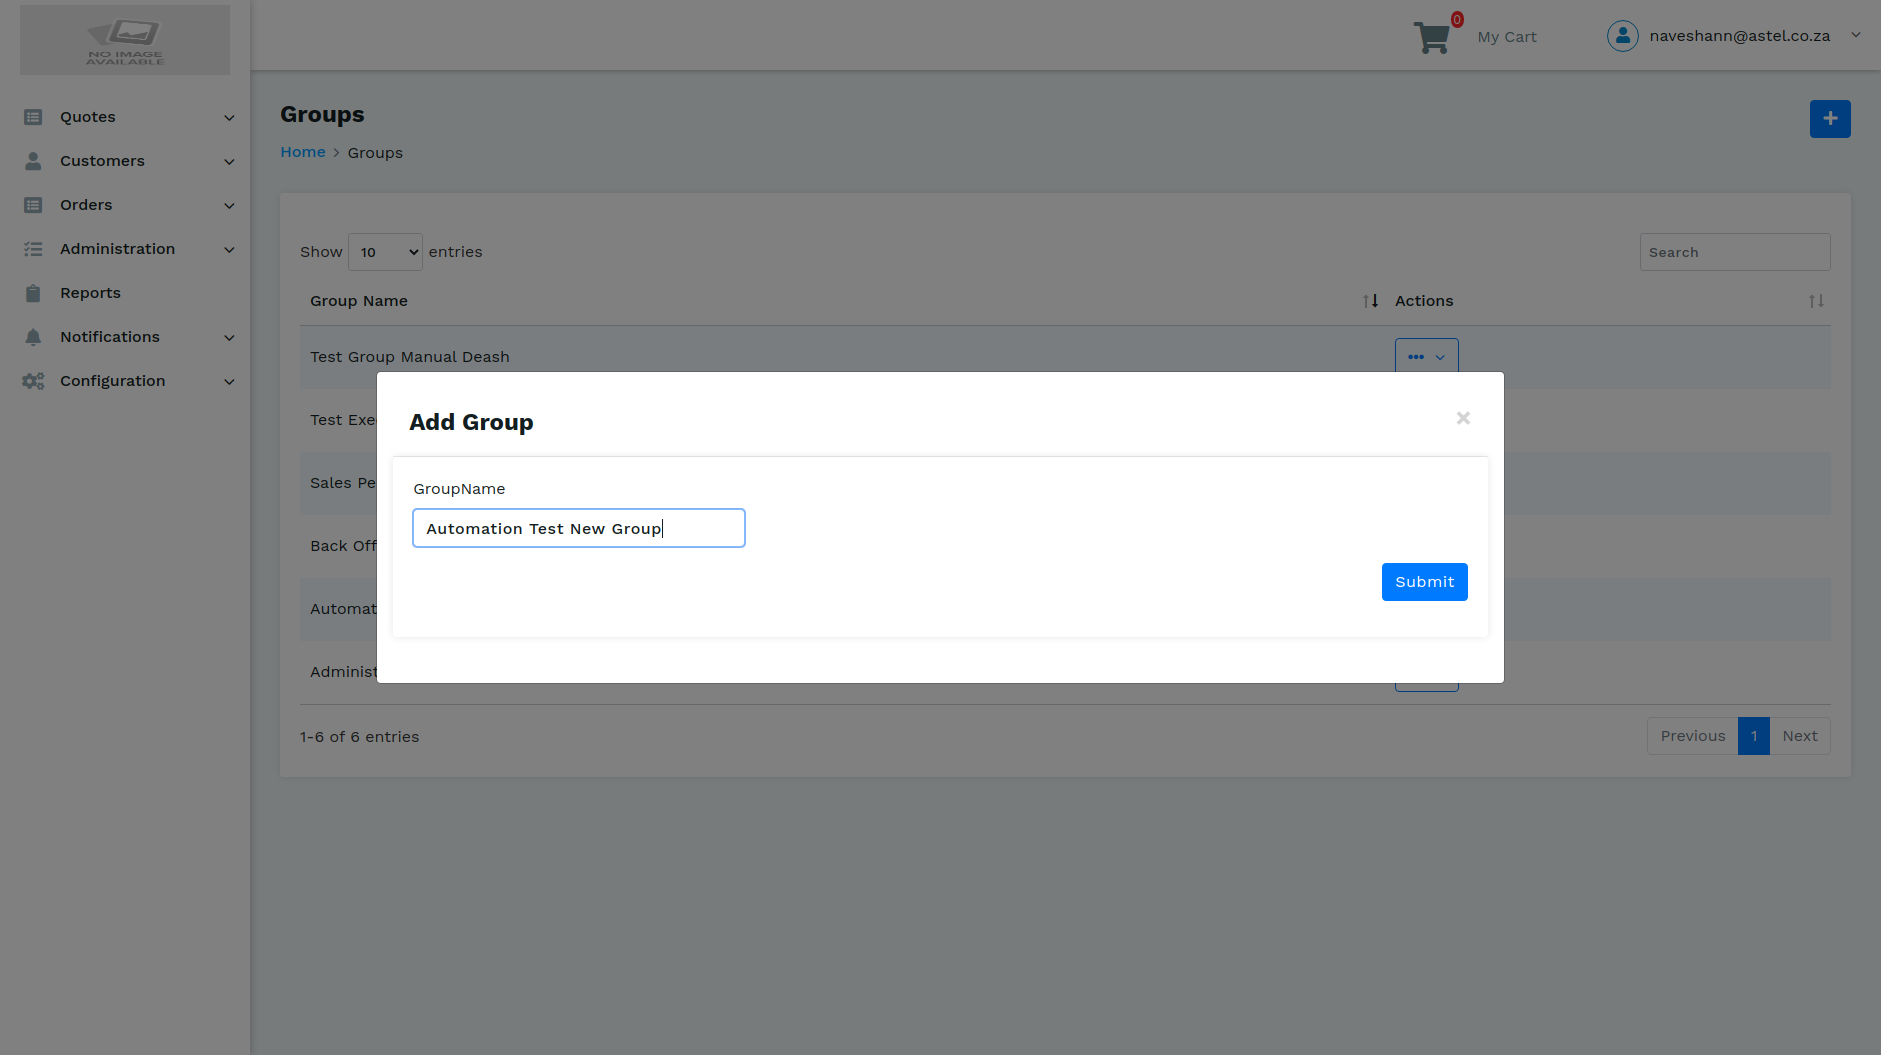 NO IMAGE
AVAILABLE
0
My Cart
naveshann@astel.co.za
Quotes
Customers
Orders
Administration
Reports
Notifications
Configuration
Groups
Home > Groups
Show 10 entries
Search
Group Name
Actions
Test Group Manual Deash
Test Exe
Sales Pe
Back Off
Automat
Administ
Add Group
×
GroupName
Automation Test New Group
Submit
1-6 of 6 entries
Previous 1 Next